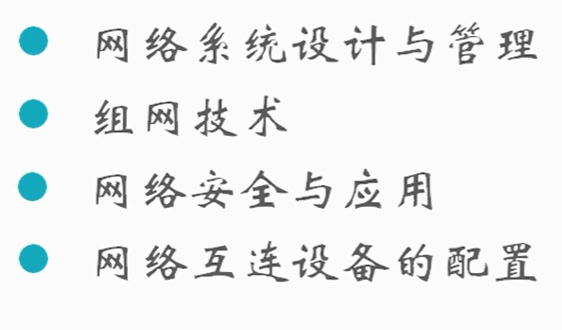 网络系统设计与管理
组网技术
网络安全与应用
网络互连设备的配置